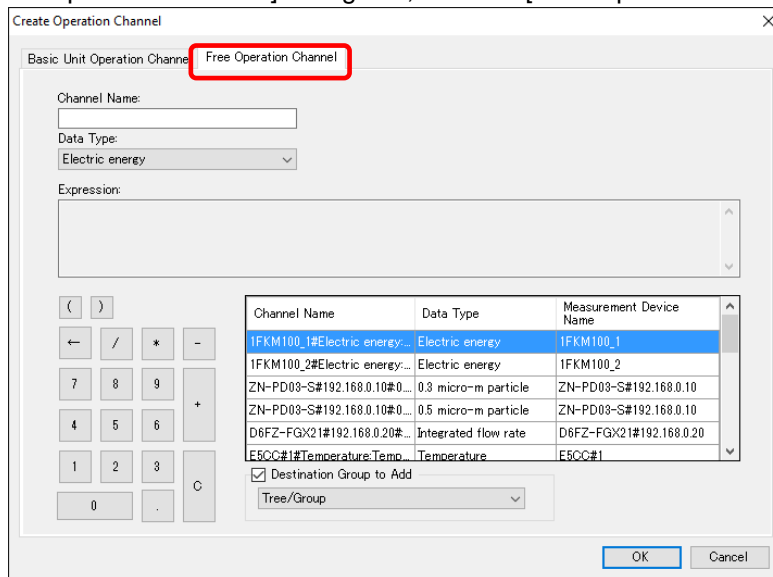 Create Operation Channel
Basic Unit Operation Channe Free Operation Channel
Channel Name:
Data Type:
Electric energy
Expression:
( )
← / * -
7 8 9
+
4 5 6
1 2 3
C
0 .
Channel Name Data Type Measurement Device Name
1FKM100_1#Electric energy:... Electric energy 1FKM100_1
1FKM100_2#Electric energy:... Electric energy 1FKM100_2
ZN-PD03-S#192.168.0.10#0.... 0.3 micro-m particle ZN-PD03-S#192.168.0.10
ZN-PD03-S#192.168.0.10#0.... 0.5 micro-m particle ZN-PD03-S#192.168.0.10
D6FZ-FGX21#192.168.0.20#... Integrated flow rate D6FZ-FGX21#192.168.0.20
E5CC#1#Temperature:Temp... Temperature E5CC#1
Destination Group to Add
Tree/Group
OK Cancel